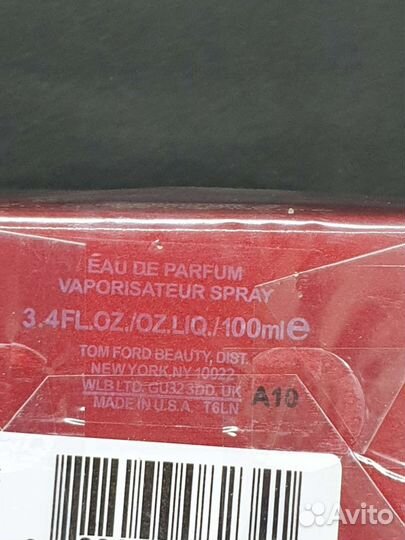 EAU DE PARFUM
VAPORISATEUR SPRAY
3.4FL.OZ./OZ.LIQ./100ml℮
TOM FORD BEAUTY, DIST.
NEW YORK, NY 10022
WLB LTD, GU32 3DD, UK
MADE IN U.S.A. T6LN A10
Avito